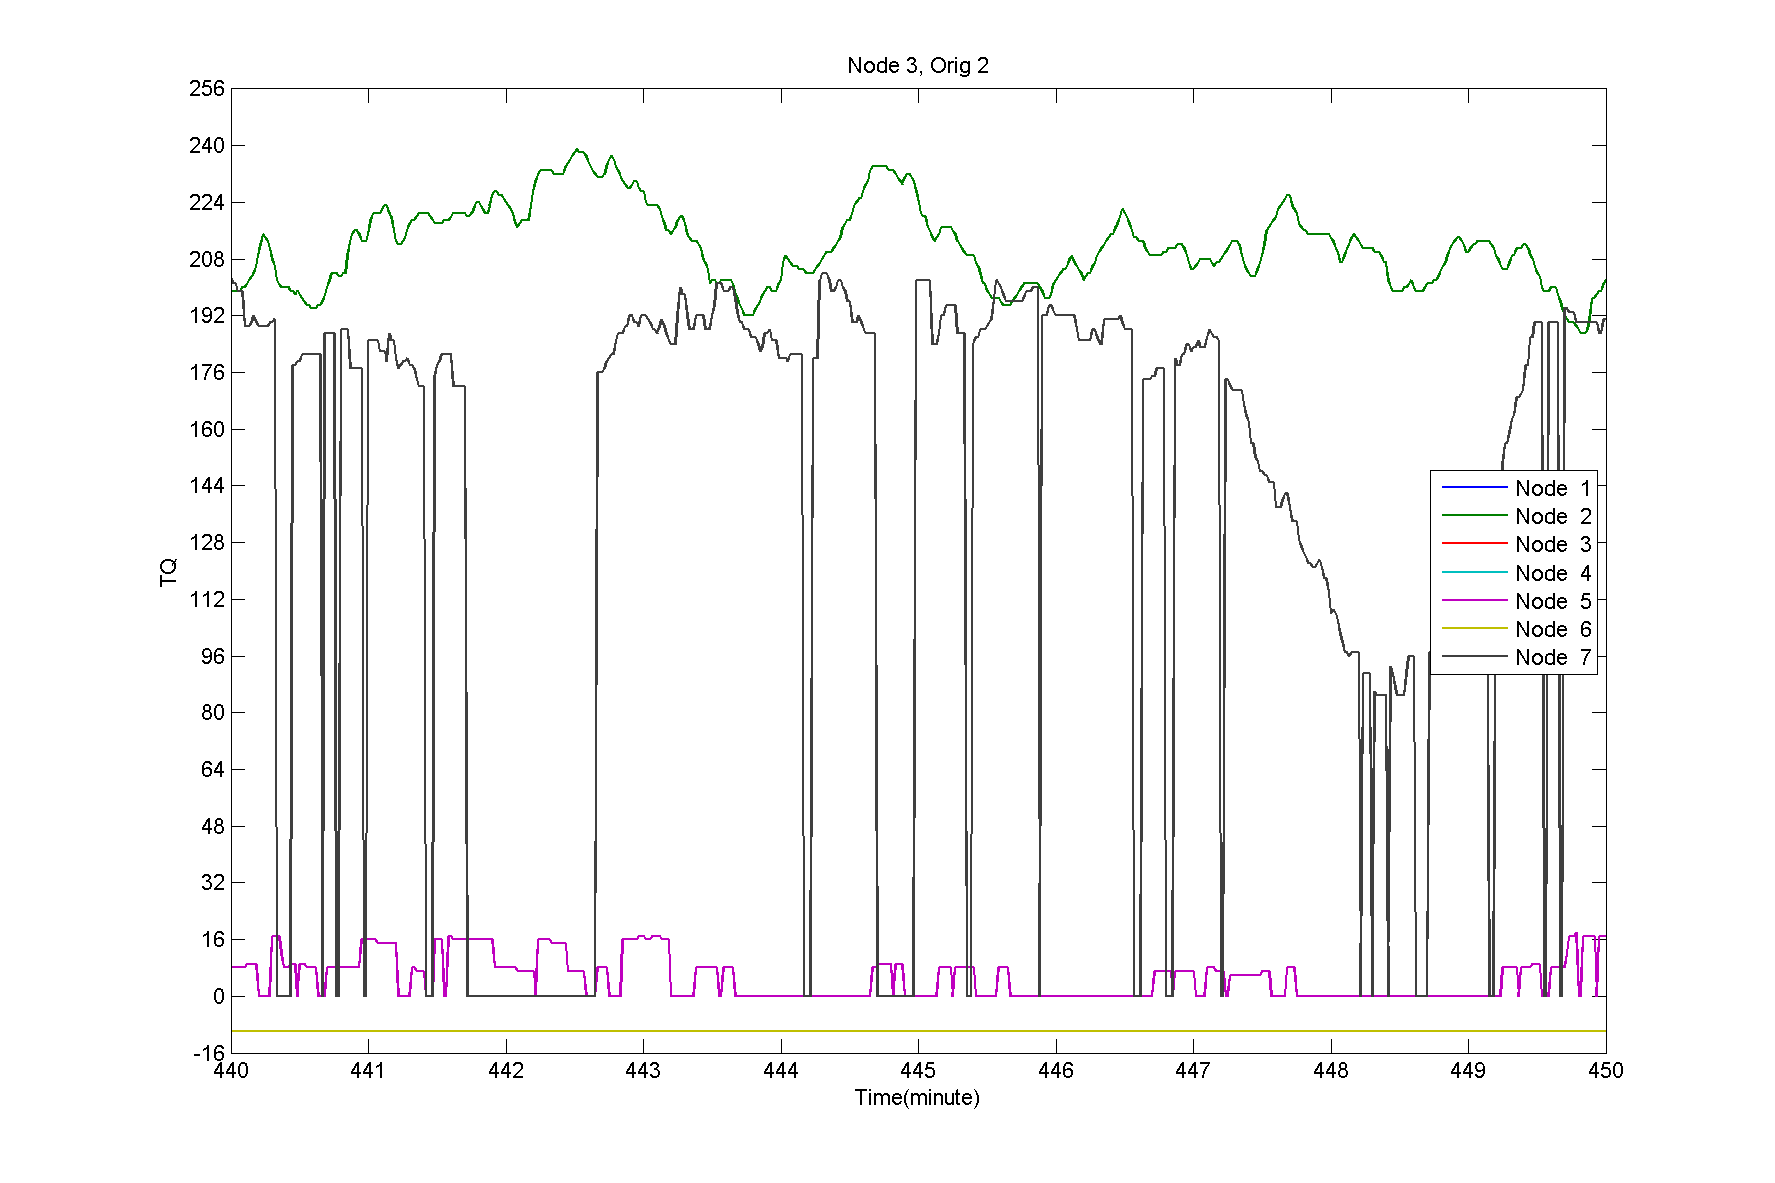 Node 3, Orig 2
256
240
224
208
192
176
160
144
128
112
96
80
64
48
32
16
0
-16
TQ
Node 1
Node 2
Node 3
Node 4
Node 5
Node 6
Node 7
440 441 442 443 444 445 446 447 448 449 450
Time(minute)